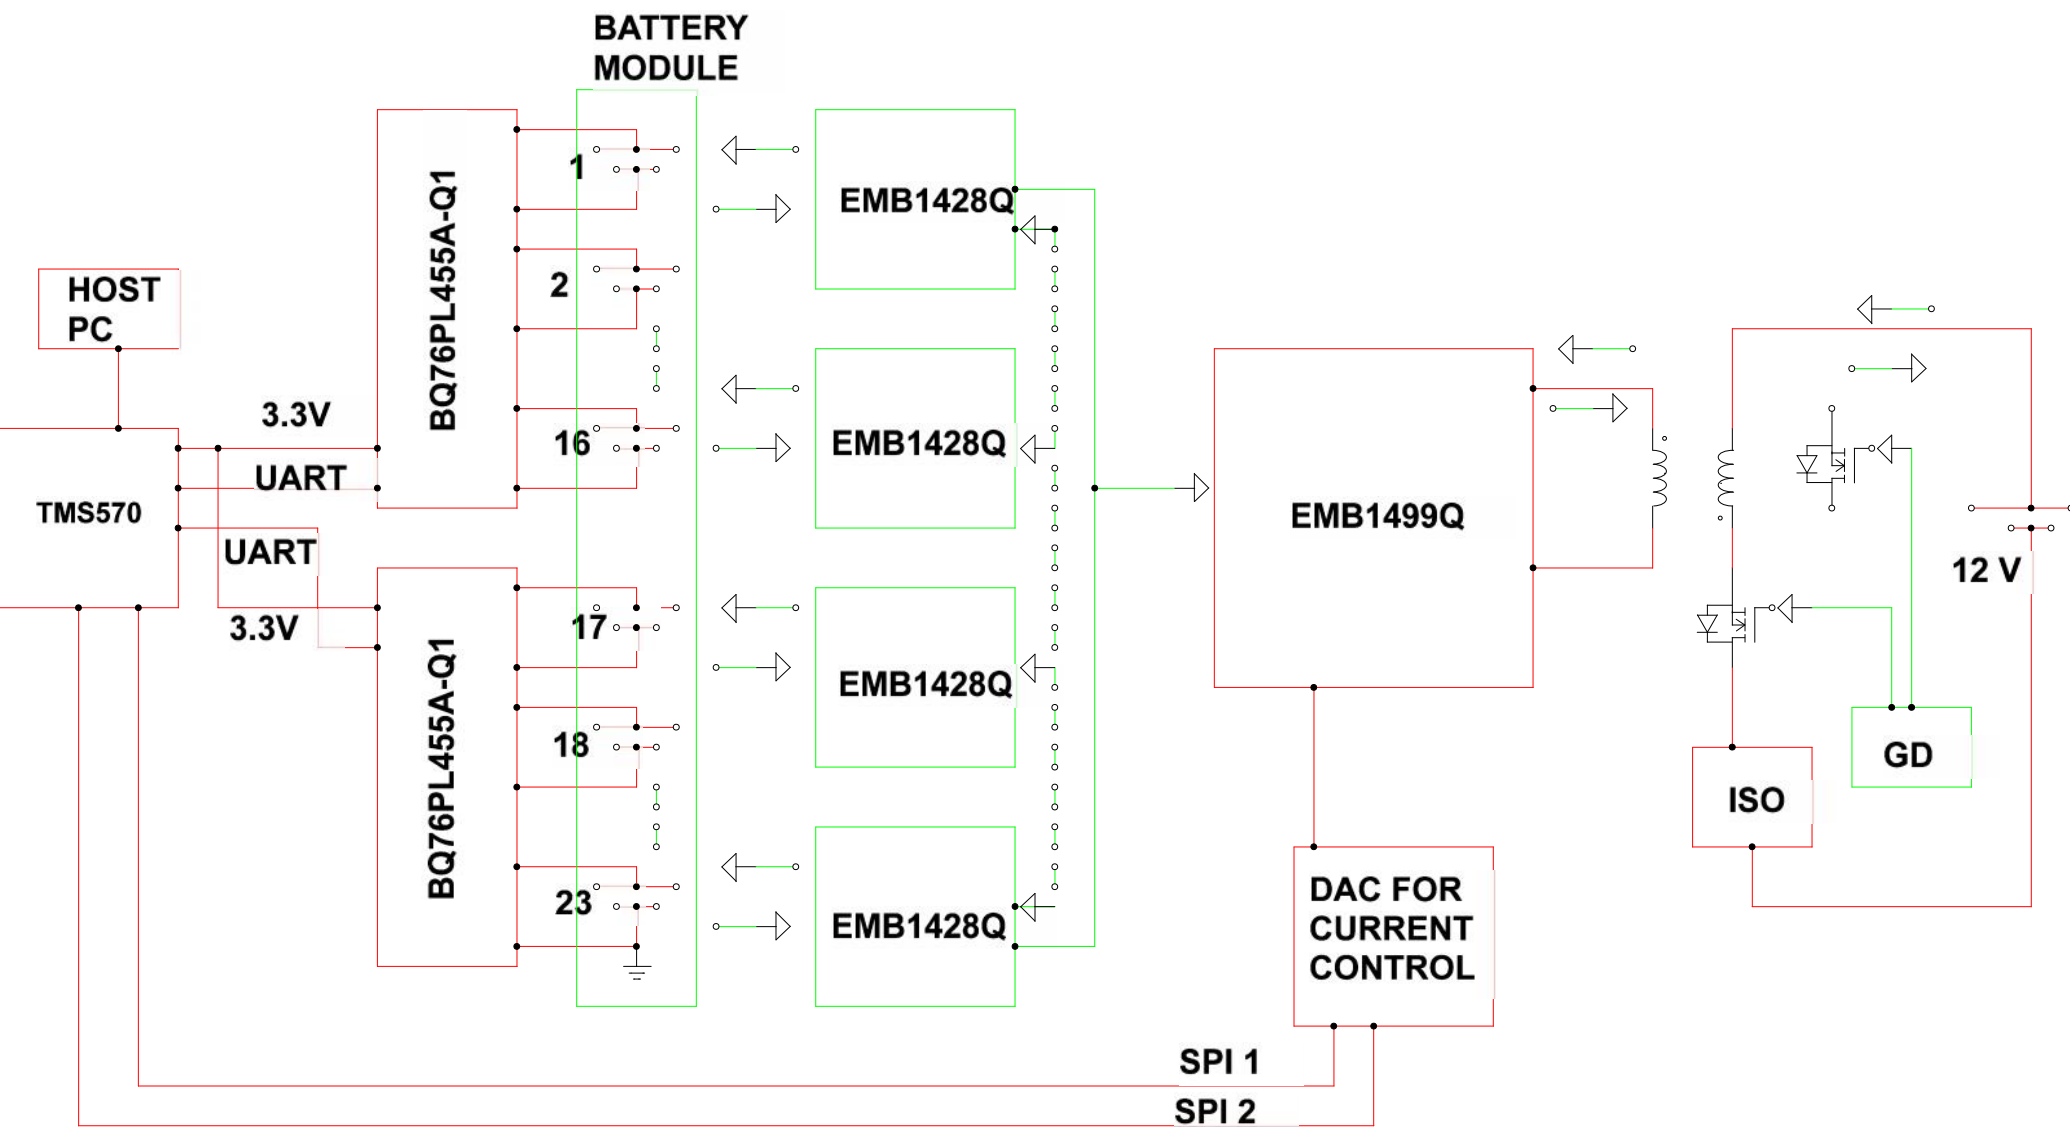 BATTERY
MODULE
HOST
PC
TMS570
3.3V
UART
UART
3.3V
BQ76PL455A-Q1
BQ76PL455A-Q1
1
2
16
17
18
23
EMB1428Q
EMB1428Q
EMB1428Q
EMB1428Q
EMB1499Q
DAC FOR
CURRENT
CONTROL
12 V
GD
ISO
SPI 1
SPI 2